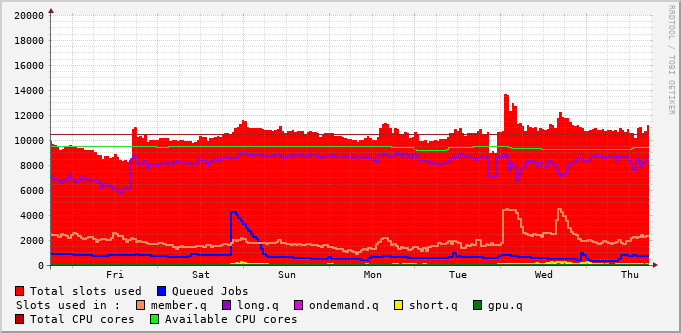 20000
18000
16000
14000
12000
10000
8000
6000
4000
2000
0
Fri Sat Sun Mon Tue Wed Thu
Total slots used Queued Jobs
Slots used in : member.q long.q ondemand.q short.q gpu.q
Total CPU cores Available CPU cores
RRDTOOL / TOBI OETIKER